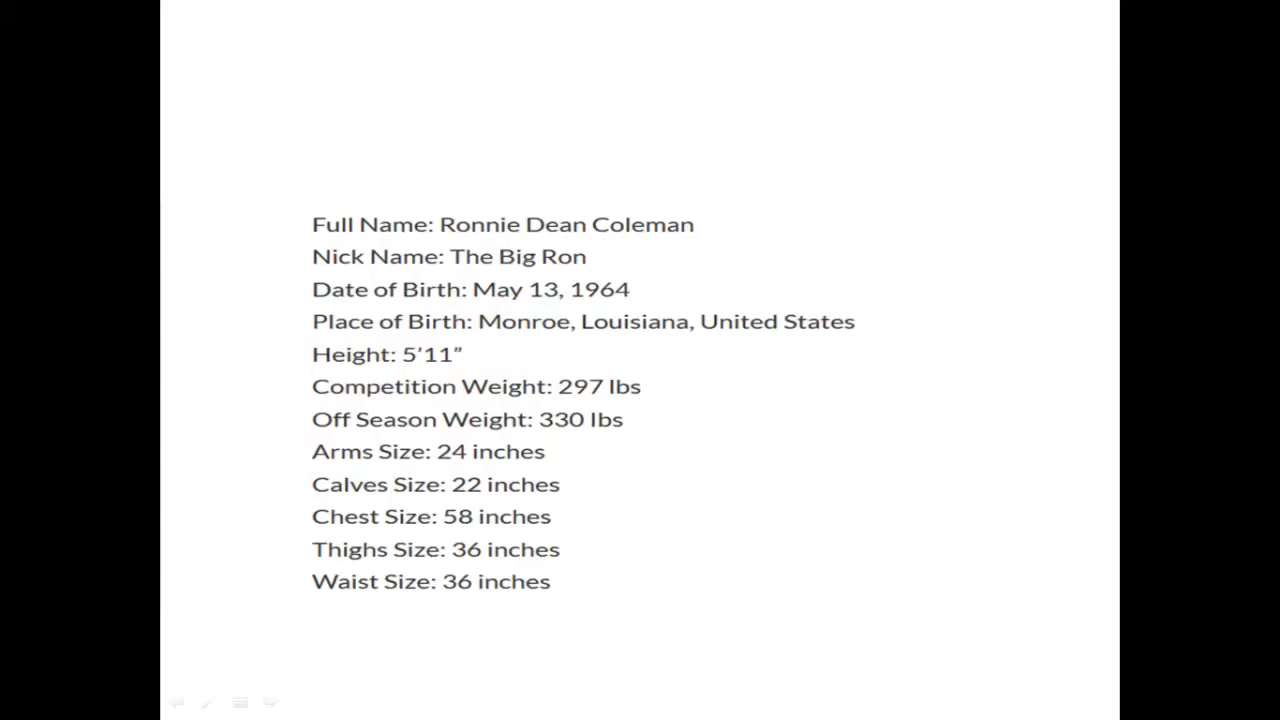 Full Name: Ronnie Dean Coleman
Nick Name: The Big Ron
Date of Birth: May 13, 1964
Place of Birth: Monroe, Louisiana, United States
Height: 5’11”
Competition Weight: 297 lbs
Off Season Weight: 330 lbs
Arms Size: 24 inches
Calves Size: 22 inches
Chest Size: 58 inches
Thighs Size: 36 inches
Waist Size: 36 inches